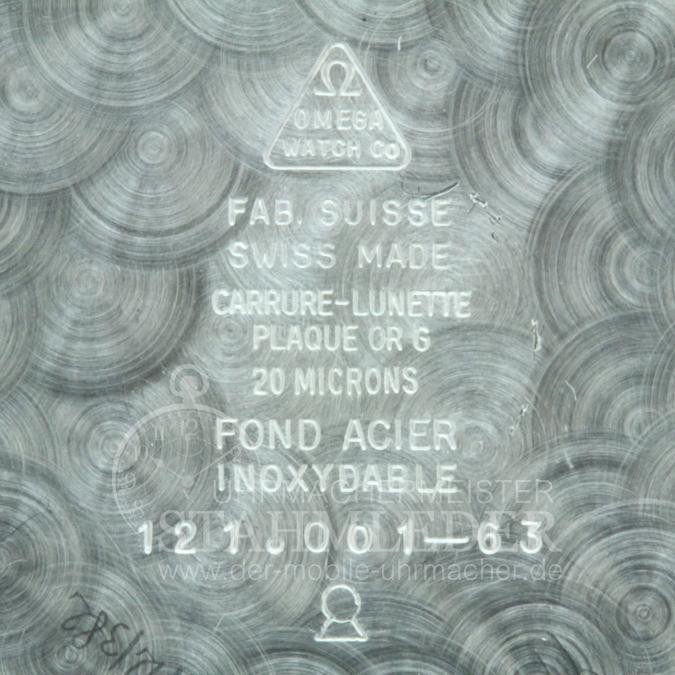 Ω
OMEGA
WATCH CO
FAB. SUISSE
SWISS MADE
CARRURE-LUNETTE
PLAQUE OR G
20 MICRONS
FOND ACIER
INOXYDABLE
UHRMACHERMEISTER
121.001-63
STAHMLEDER
www.der-mobile-uhrmacher.de